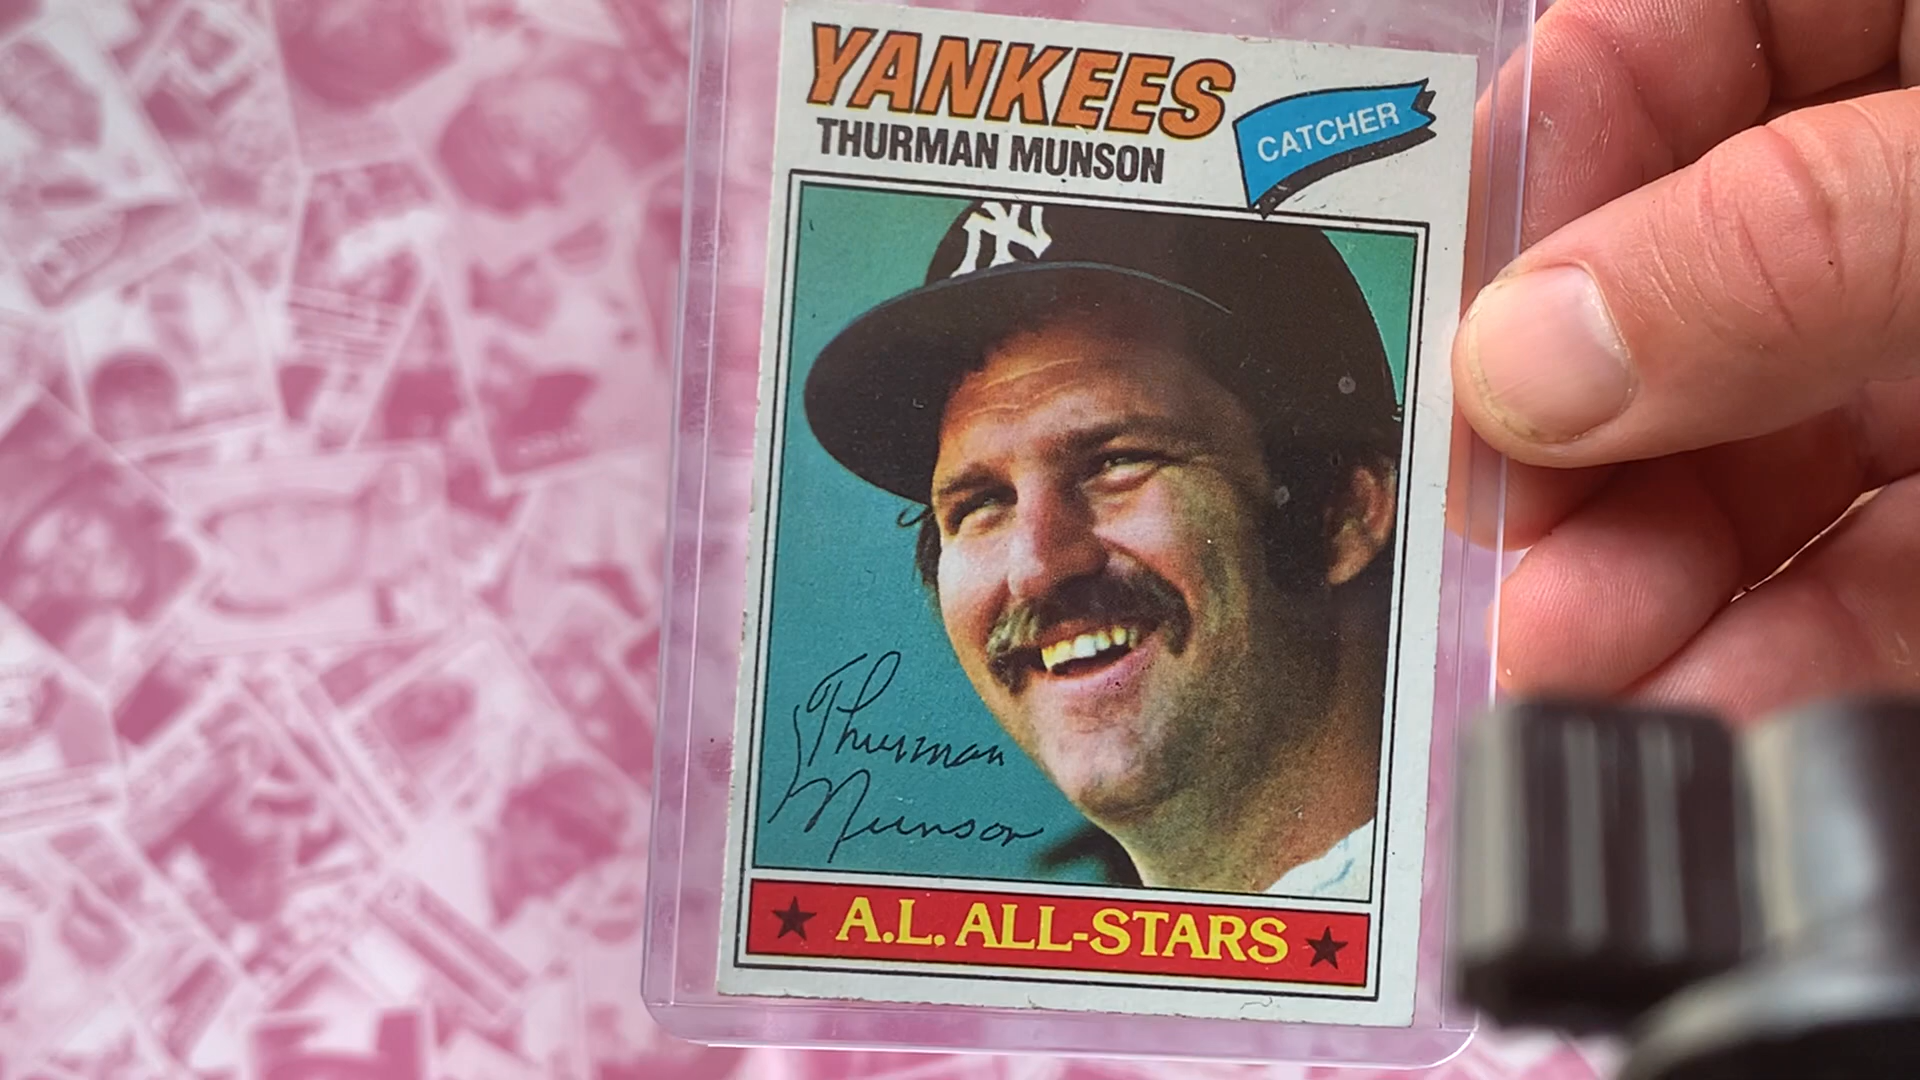 YANKEES
THURMAN MUNSON
CATCHER
NY
Thurman
Munson
★ A.L. ALL-STARS ★